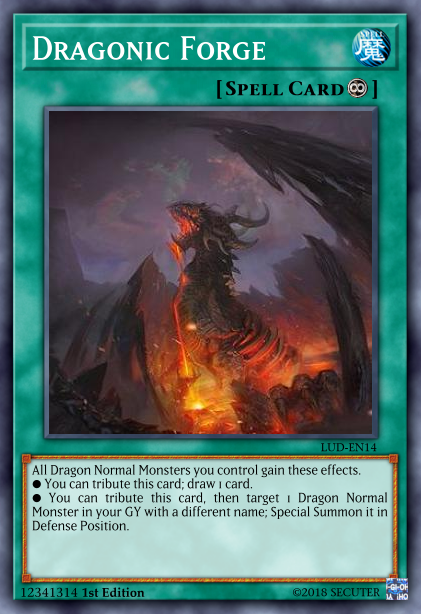 DRAGONIC FORGE
魔
[SPELL CARD]
LUD-EN14
All Dragon Normal Monsters you control gain these effects.
● You can tribute this card; draw 1 card.
● You can tribute this card, then target 1 Dragon Normal
Monster in your GY with a different name; Special Summon it in
Defense Position.
12341314 1st Edition
©2018 SECUTER